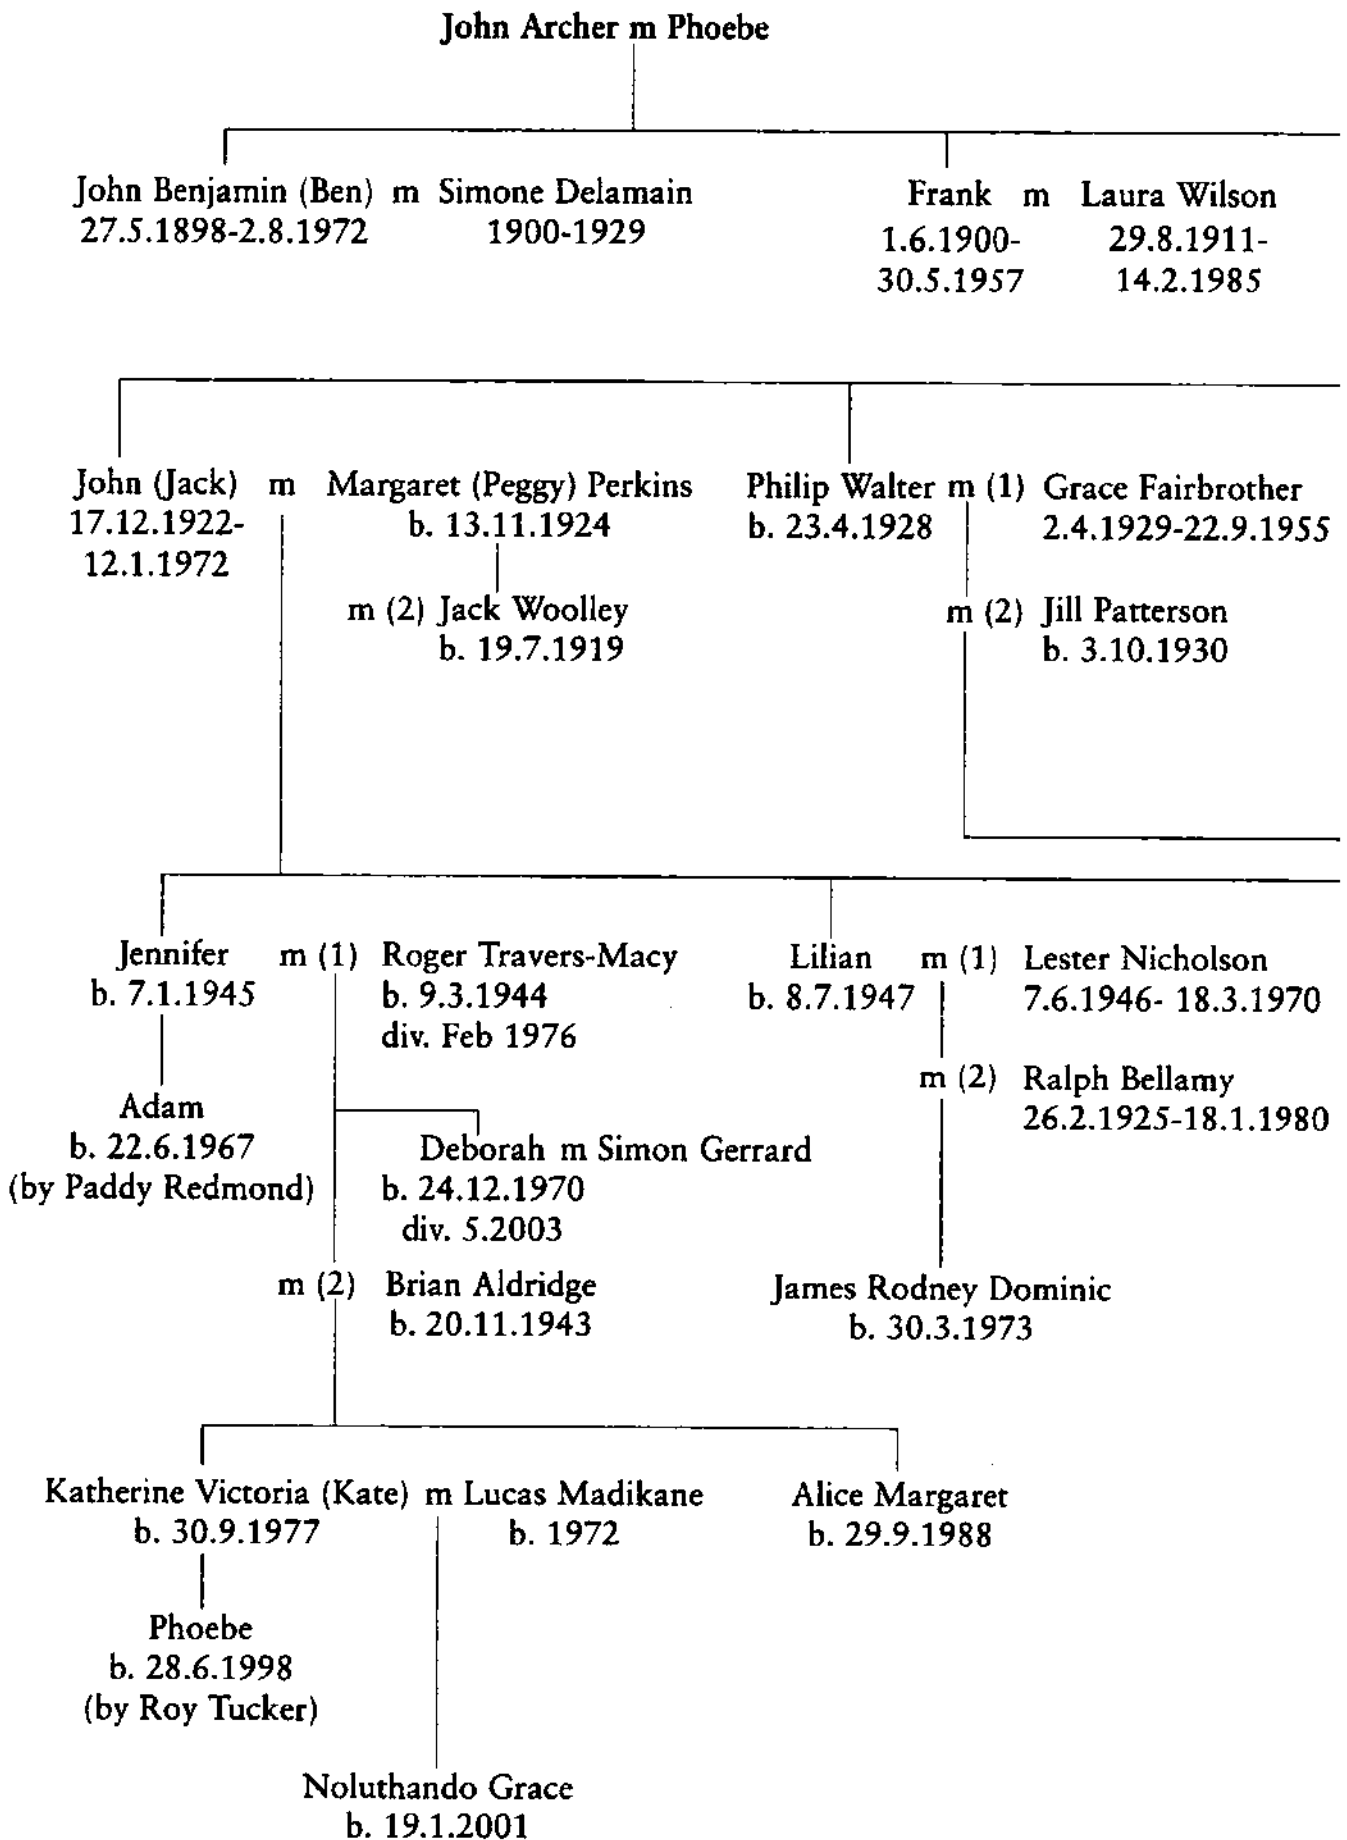 John Archer m Phoebe
John Benjamin (Ben) m Simone Delamain
27.5.1898-2.8.1972 1900-1929
Frank m Laura Wilson
1.6.1900- 29.8.1911-
30.5.1957 14.2.1985
John (Jack) m Margaret (Peggy) Perkins
17.12.1922- b. 13.11.1924
12.1.1972
m (2) Jack Woolley
b. 19.7.1919
Philip Walter m (1) Grace Fairbrother
b. 23.4.1928 2.4.1929-22.9.1955
m (2) Jill Patterson
b. 3.10.1930
Jennifer m (1) Roger Travers-Macy
b. 7.1.1945 b. 9.3.1944
div. Feb 1976
Adam
b. 22.6.1967
(by Paddy Redmond)
Deborah m Simon Gerrard
b. 24.12.1970
div. 5.2003
m (2) Brian Aldridge
b. 20.11.1943
Lilian m (1) Lester Nicholson
b. 8.7.1947 7.6.1946- 18.3.1970
m (2) Ralph Bellamy
26.2.1925-18.1.1980
James Rodney Dominic
b. 30.3.1973
Katherine Victoria (Kate) m Lucas Madikane
b. 30.9.1977 b. 1972
Alice Margaret
b. 29.9.1988
Phoebe
b. 28.6.1998
(by Roy Tucker)
Noluthando Grace
b. 19.1.2001